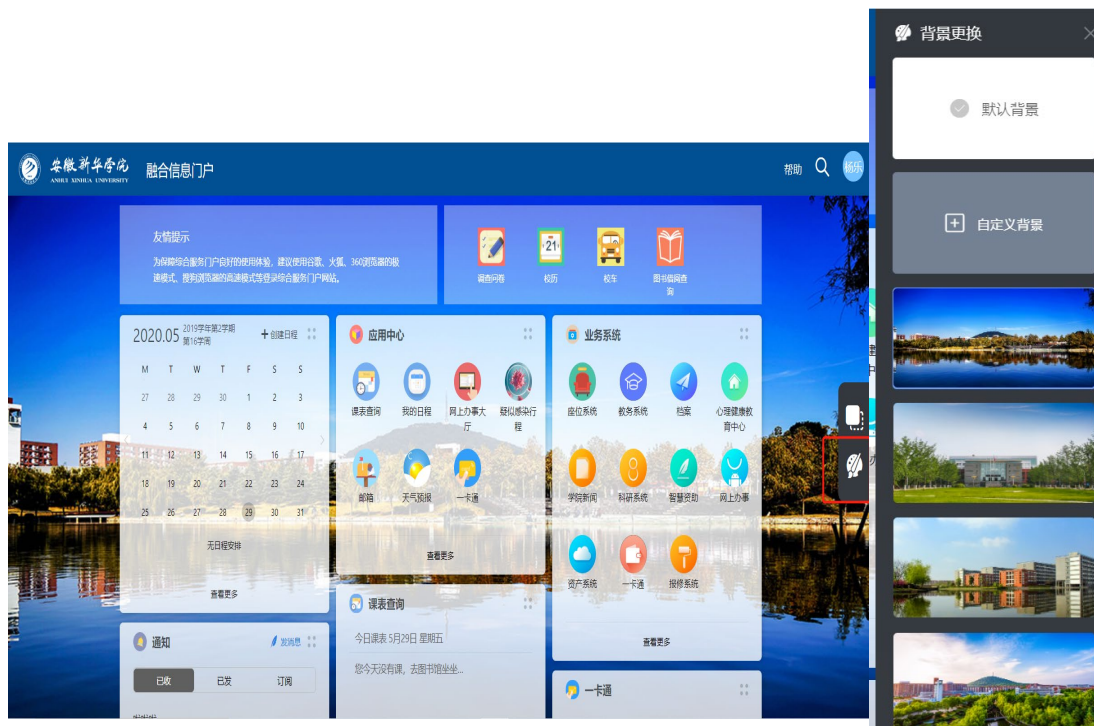 安徽新华学院
ANHUI XINHUA UNIVERSITY
融合信息门户
帮助
杨乐
友情提示
为保障综合服务门户良好的使用体验，建议使用谷歌、火狐、360浏览器的极
速模式，搜狗浏览器的高速模式等登录综合服务门户网站。
调查问卷
21
校历
校车
图书借阅查
询
2020.05
2019学年第2学期
第16学周
+ 创建日程
M T W T F S S
27 28 29 30 1 2 3
4 5 6 7 8 9 10
11 12 13 14 15 16 17
18 19 20 21 22 23 24
25 26 27 28 29 30 31
无日程安排
查看更多
通知
发消息
已收 已发 订阅
应用中心
课表查询 我的日程 网上办事大
厅
疑似感染行
程
邮箱 天气预报 一卡通
查看更多
课表查询
今日课表 5月29日 星期五
您今天没有课，去图书馆坐坐...
业务系统
座位系统 教务系统 档案 心理健康教
育中心
学院新闻 科研系统 智慧资助 网上办事
资产系统 一卡通 报修系统
查看更多
一卡通
背景更换
默认背景
自定义背景